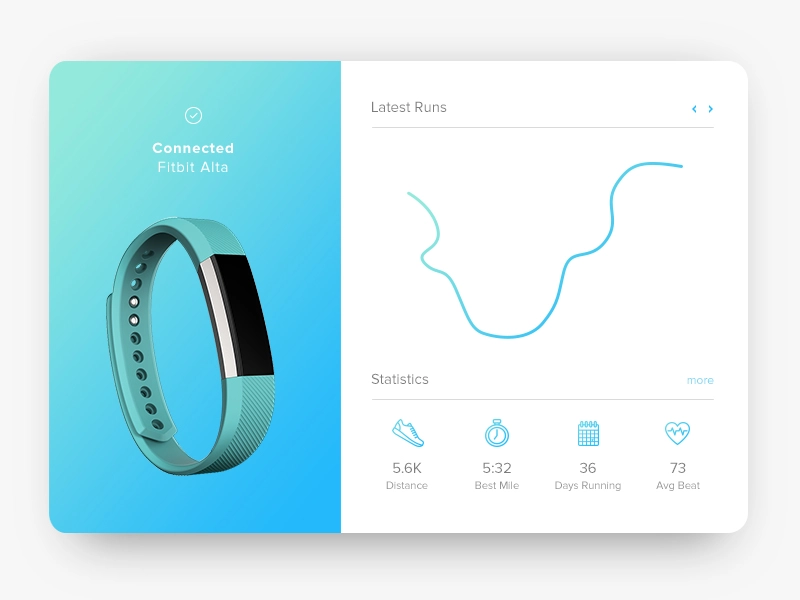 Connected
Fitbit Alta
Latest Runs
Statistics
more
5.6K
Distance
5:32
Best Mile
36
Days Running
73
Avg Beat